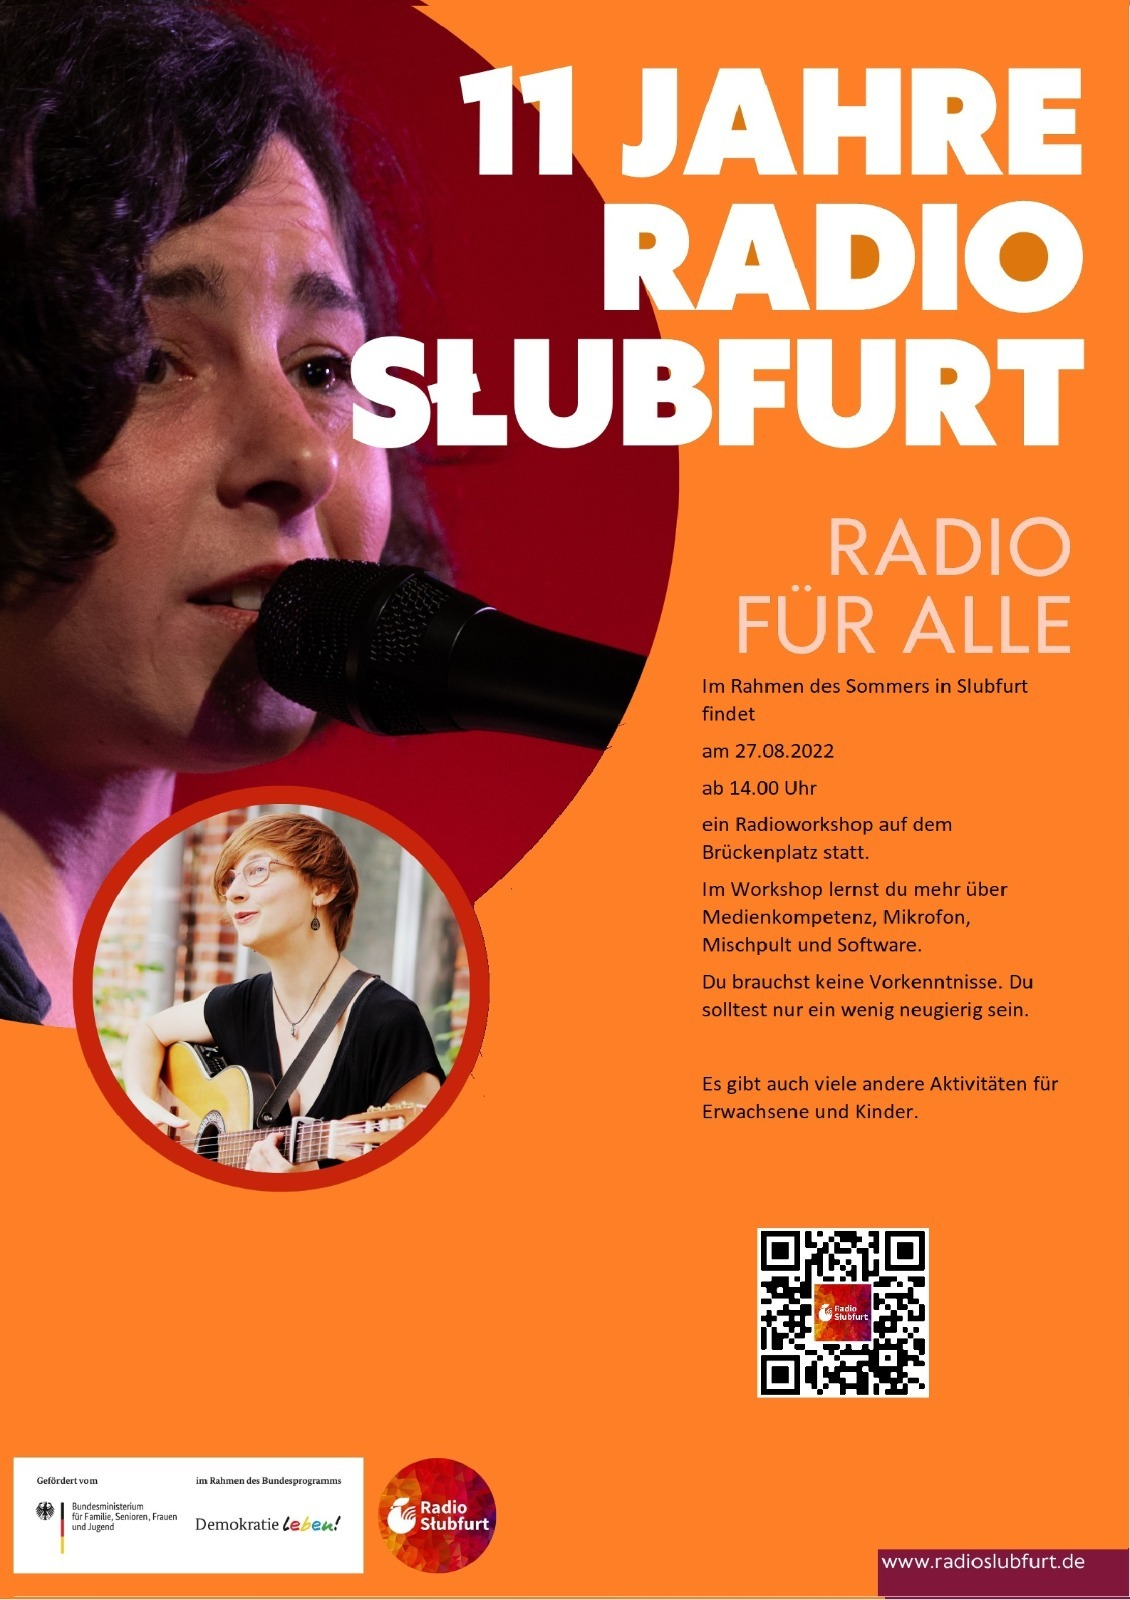 11 JAHRE
RADIO
SŁUBFURT
RADIO
FÜR ALLE
Im Rahmen des Sommers in Slubfurt
findet
am 27.08.2022
ab 14.00 Uhr
ein Radioworkshop auf dem
Brückenplatz statt.
Im Workshop lernst du mehr über
Medienkompetenz, Mikrofon,
Mischpult und Software.
Du brauchst keine Vorkenntnisse. Du
solltest nur ein wenig neugierig sein.
Es gibt auch viele andere Aktivitäten für
Erwachsene und Kinder.
Radio
Słubfurt
Gefördert vom
Bundesministerium
für Familie, Senioren, Frauen
und Jugend
im Rahmen des Bundesprogramms
Demokratie leben!
Radio
Słubfurt
www.radioslubfurt.de